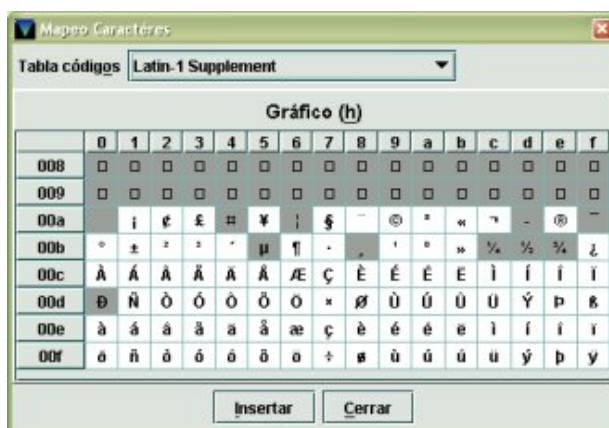 Mapeo Caractéres
Tabla códigos Latin-1 Supplement
Gráfico (h)
0 1 2 3 4 5 6 7 8 9 a b c d e f
008 □ □ □ □ □ □ □ □ □ □ □ □ □ □ □ □
009 □ □ □ □ □ □ □ □ □ □ □ □ □ □ □ □
00a ¡ ¢ £ ¤ ¥ ¦ § ¨ © ª « ¬ - ® ¯
00b ° ± ² ³ ´ µ ¶ · ¸ ¹ º » ¼ ½ ¾ ¿
00c À Á Â Ã Ä Å Æ Ç È É Ê Ë Ì Í Î Ï
00d Ð Ñ Ò Ó Ô Õ Ö × Ø Ù Ú Û Ü Ý Þ ß
00e à á â ã ä å æ ç è é ê ë ì í î ï
00f ð ñ ò ó ô õ ö ÷ ø ù ú û ü ý þ ÿ
Insertar Cerrar